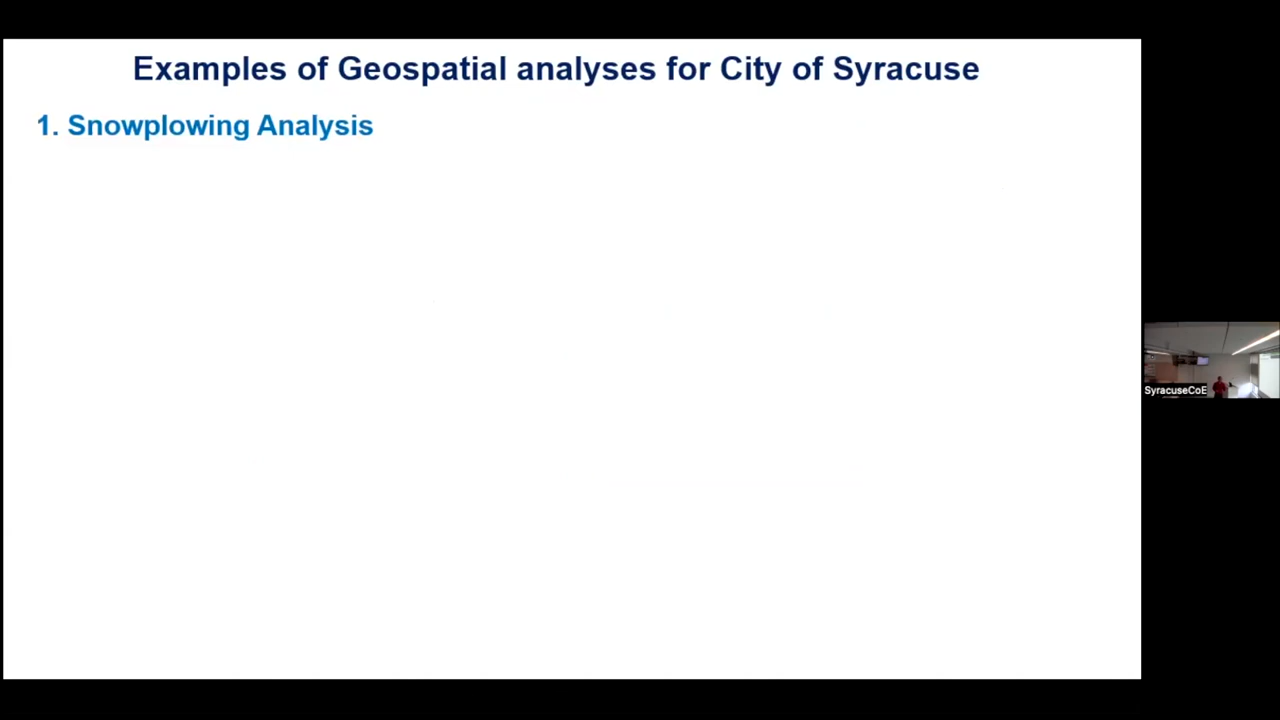 Examples of Geospatial analyses for City of Syracuse
1. Snowplowing Analysis
SyracuseCoE